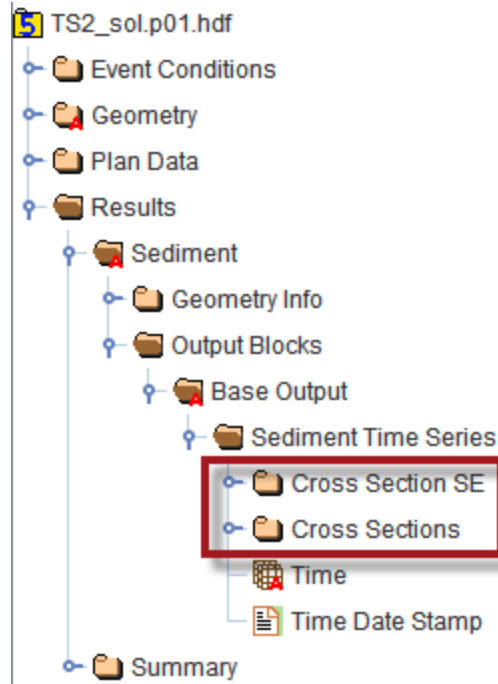 TS2_sol.p01.hdf
Event Conditions
Geometry
Plan Data
Results
Sediment
Geometry Info
Output Blocks
Base Output
Sediment Time Series
Cross Section SE
Cross Sections
Time
Time Date Stamp
Summary